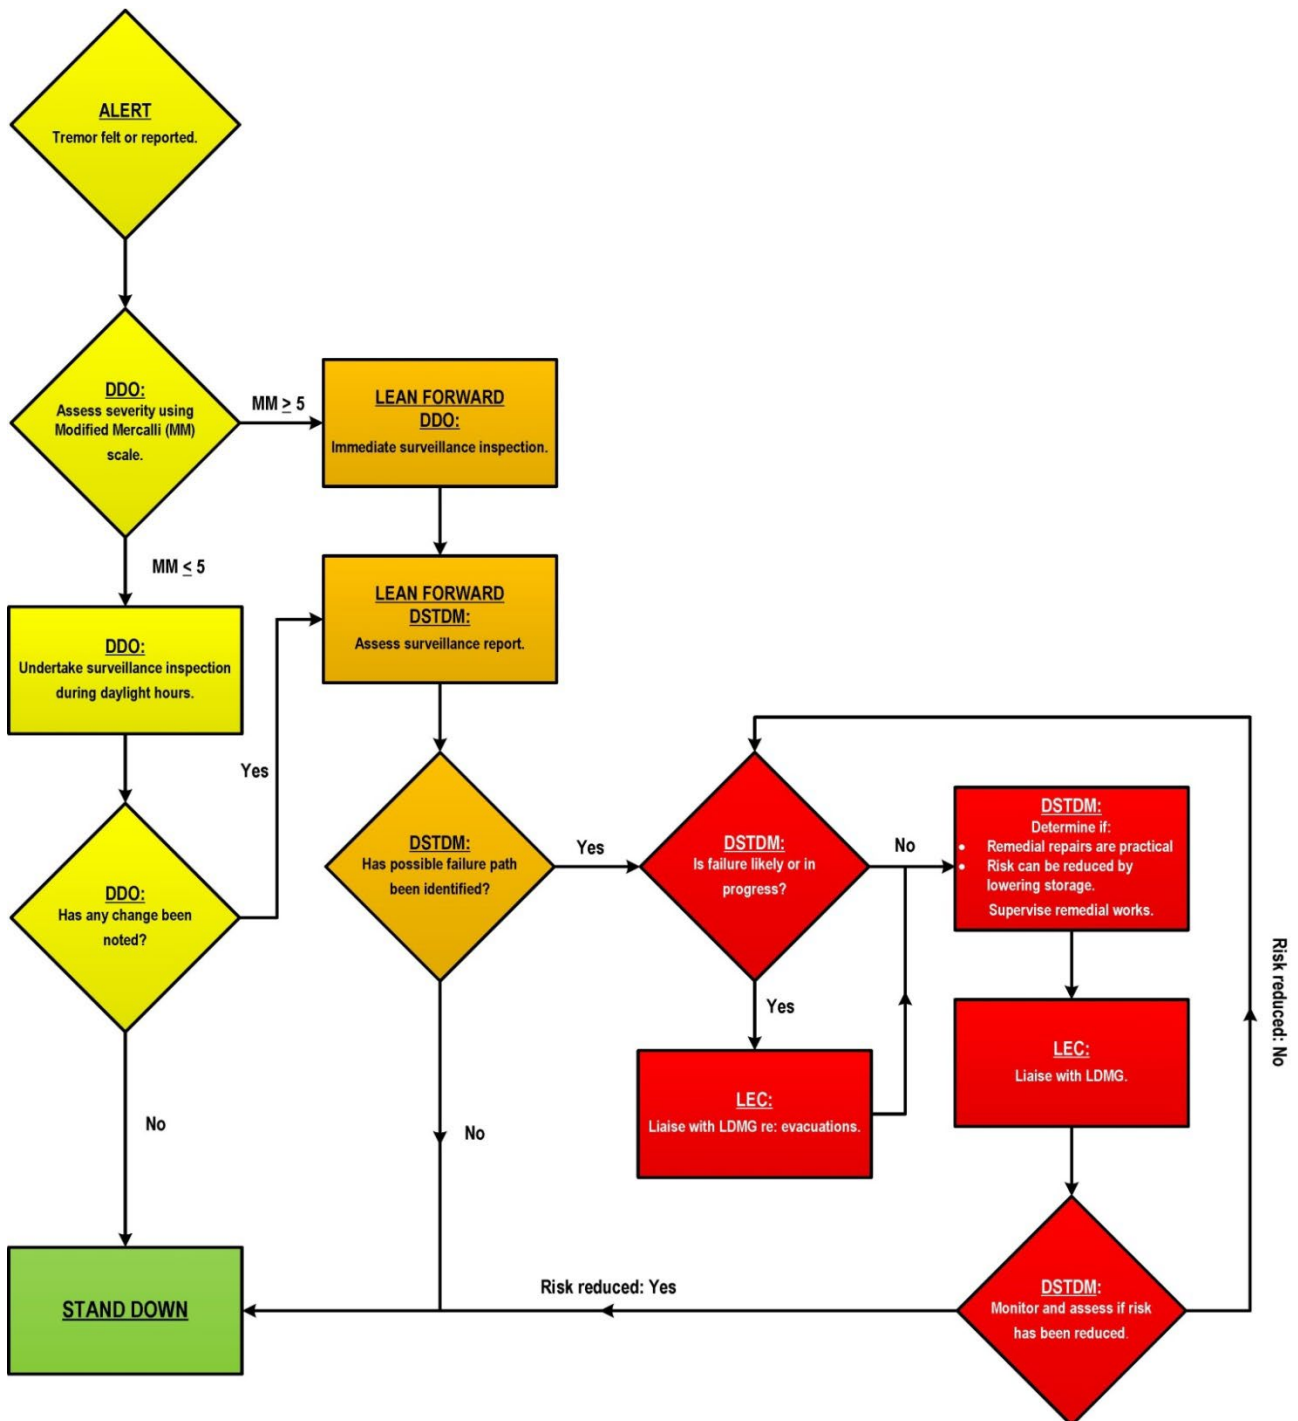 ALERT
Tremor felt or reported.
DDO:
Assess severity using
Modified Mercalli (MM)
scale.
MM ≥ 5
LEAN FORWARD
DDO:
Immediate surveillance inspection.
MM ≤ 5
LEAN FORWARD
DSTDM:
Assess surveillance report.
DDO:
Undertake surveillance inspection
during daylight hours.
Yes
DDO:
Has any change been
noted?
No
DSTDM:
Has possible failure path
been identified?
Yes
No
DSTDM:
Is failure likely or in
progress?
No
Yes
DSTDM:
Determine if:
• Remedial repairs are practical
• Risk can be reduced by
lowering storage.
Supervise remedial works.
LEC:
Liaise with LDMG re: evacuations.
LEC:
Liaise with LDMG.
Risk reduced: No
DSTDM:
Monitor and assess if risk
has been reduced.
Risk reduced: Yes
STAND DOWN